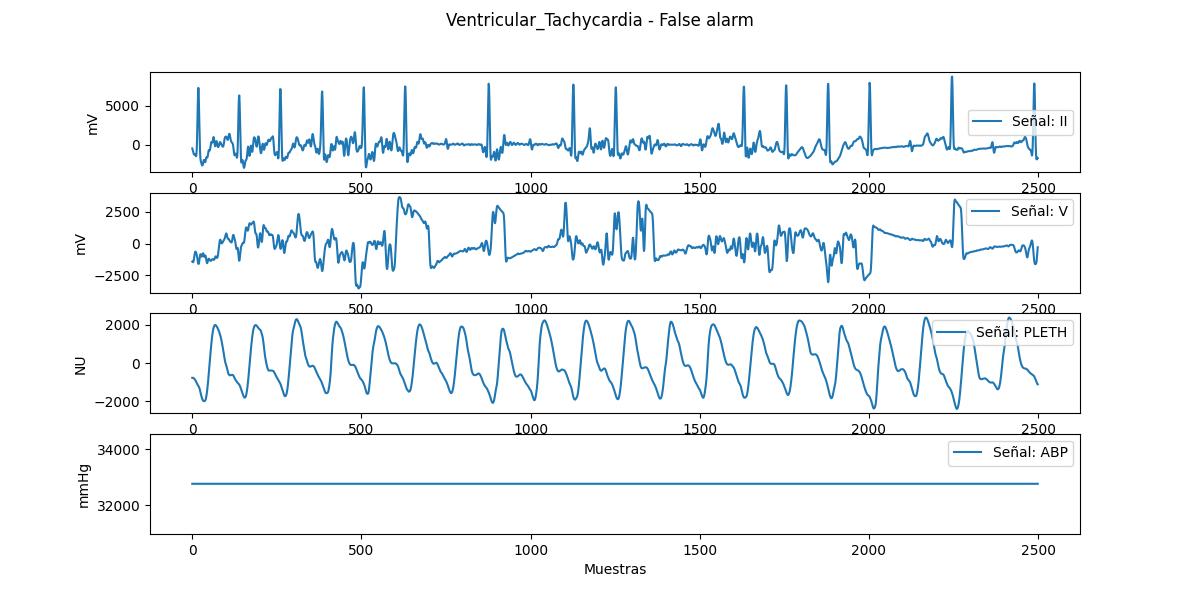 Ventricular_Tachycardia - False alarm
5000
0
mV
Señal: II
0 500 1000 1500 2000 2500
2500
0
−2500
mV
Señal: V
0 500 1000 1500 2000 2500
2000
0
−2000
NU
Señal: PLETH
0 500 1000 1500 2000 2500
34000
32000
mmHg
Señal: ABP
0 500 1000 1500 2000 2500
Muestras